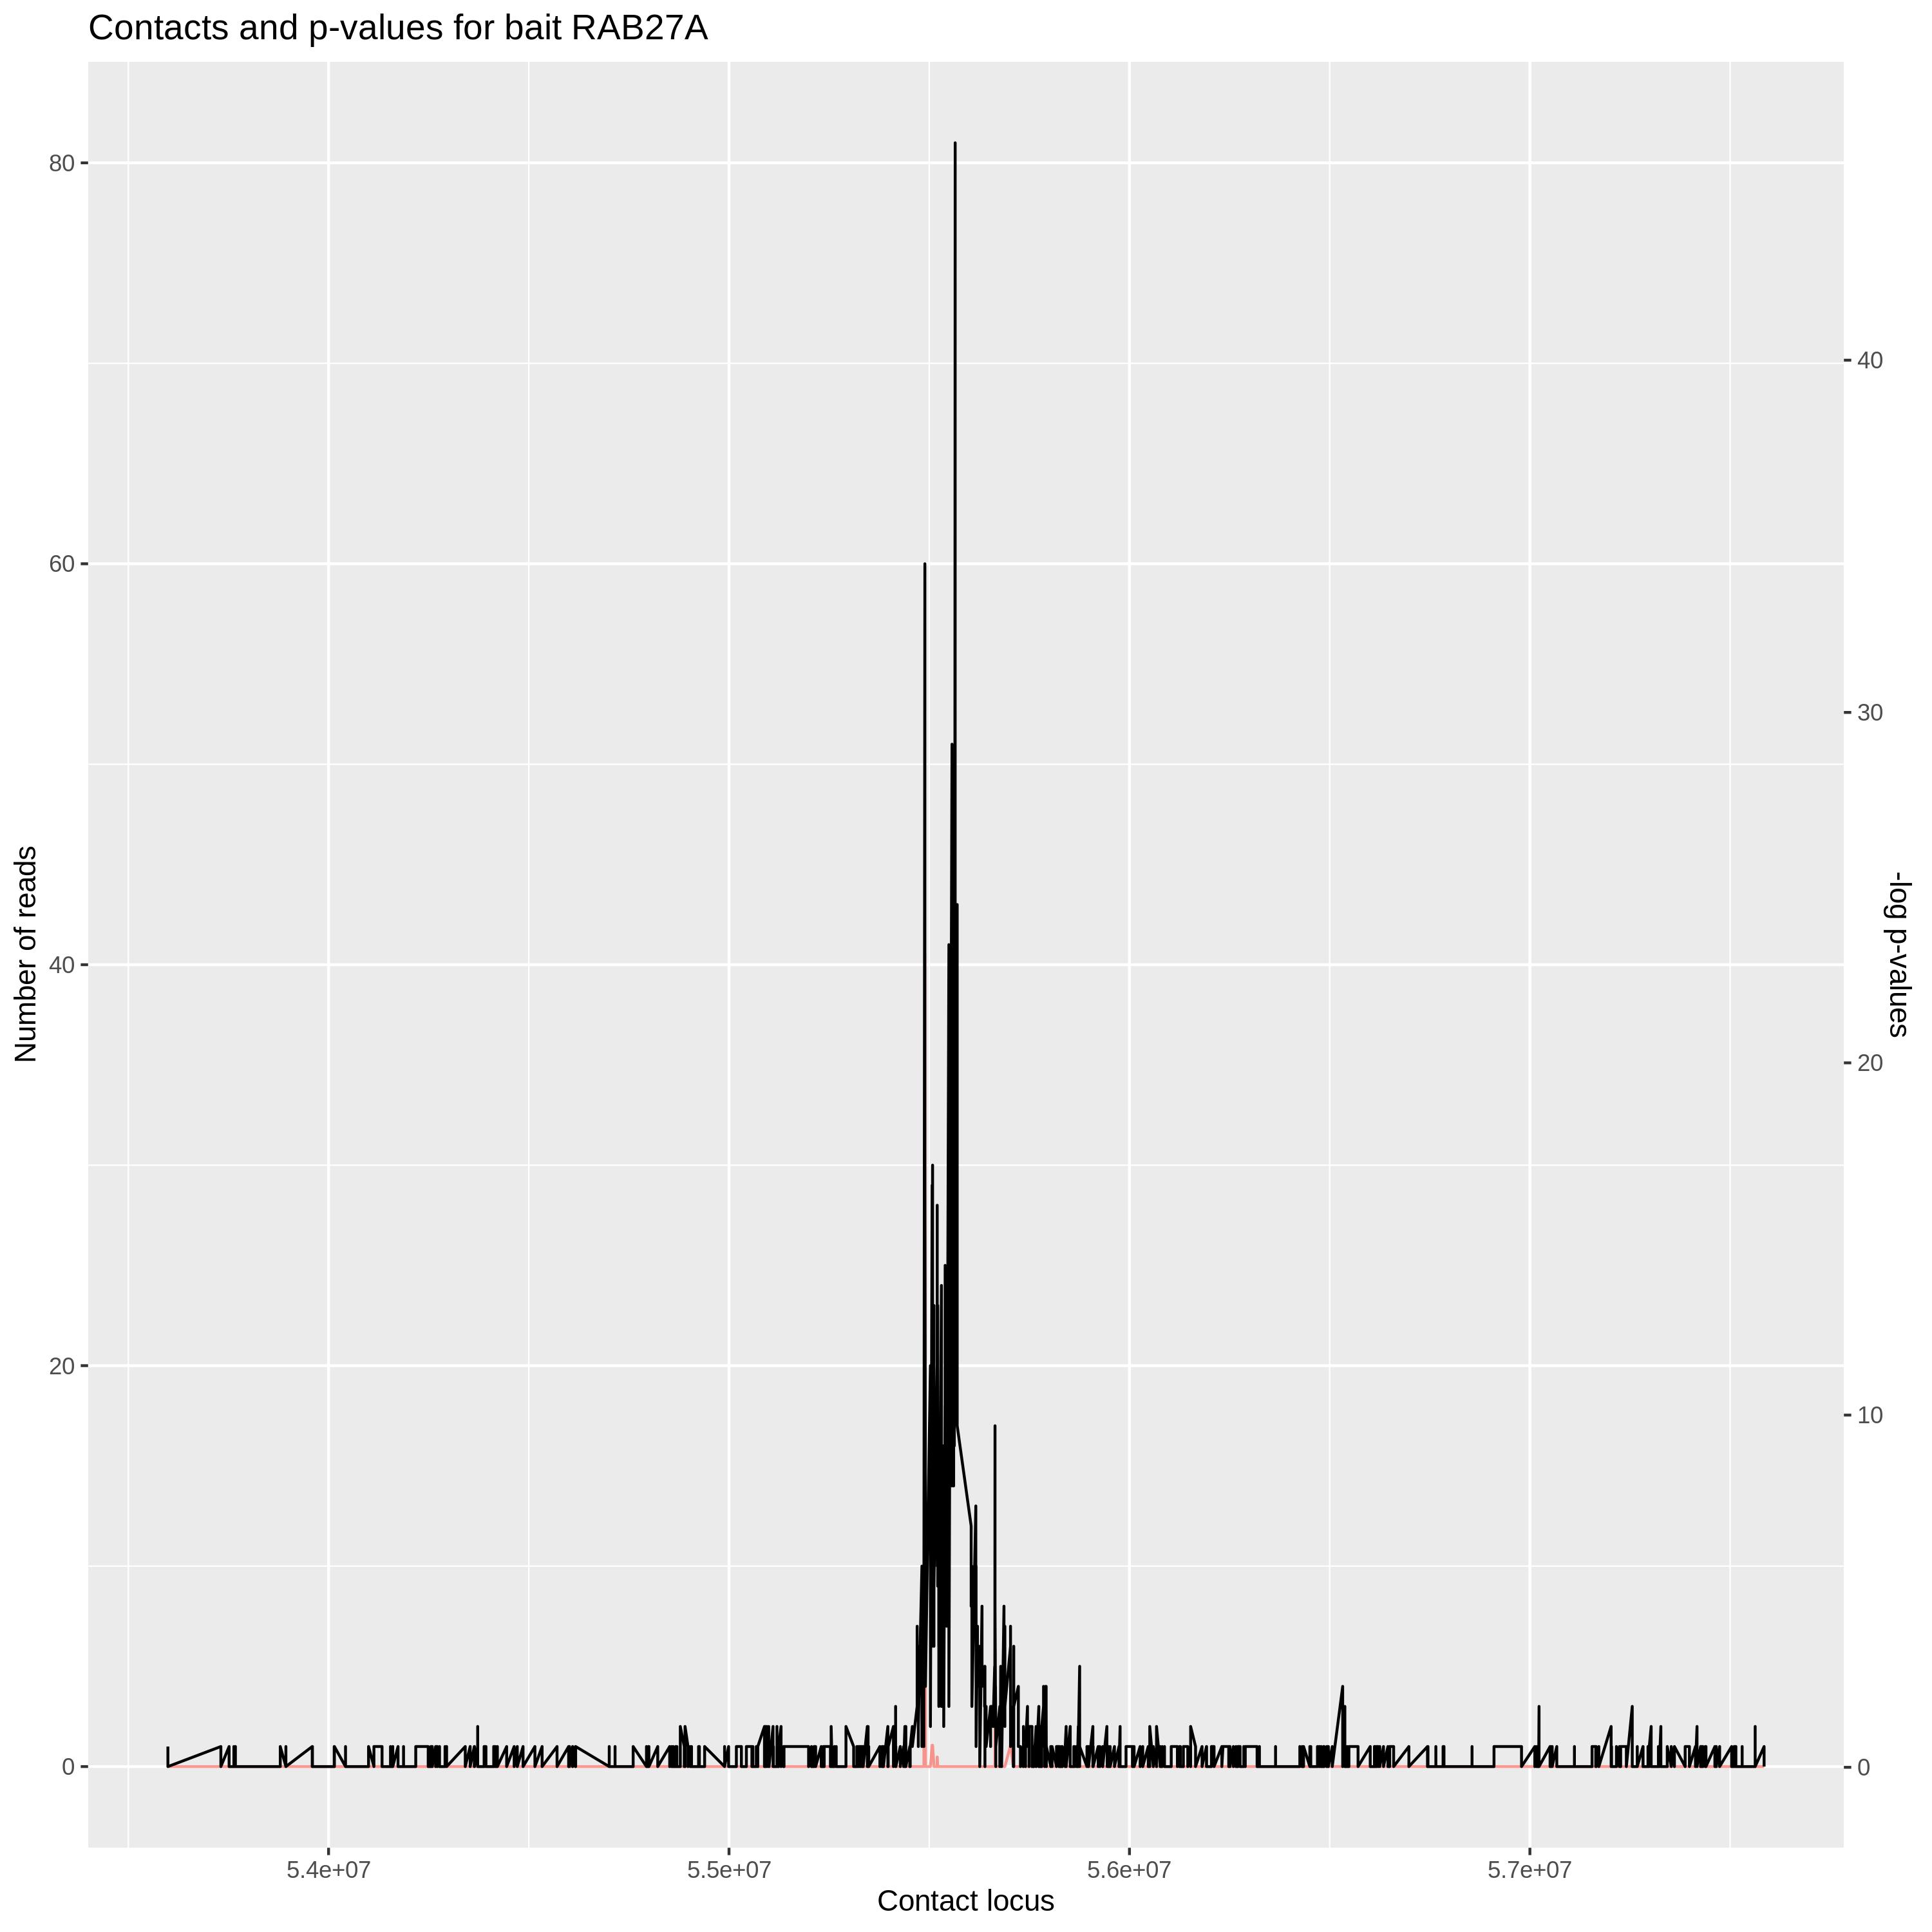 Contacts and p-values for bait RAB27A
80
60
40
20
0
Number of reads
40
30
20
10
0
-log p-values
5.4e+07
5.5e+07
5.6e+07
5.7e+07
Contact locus